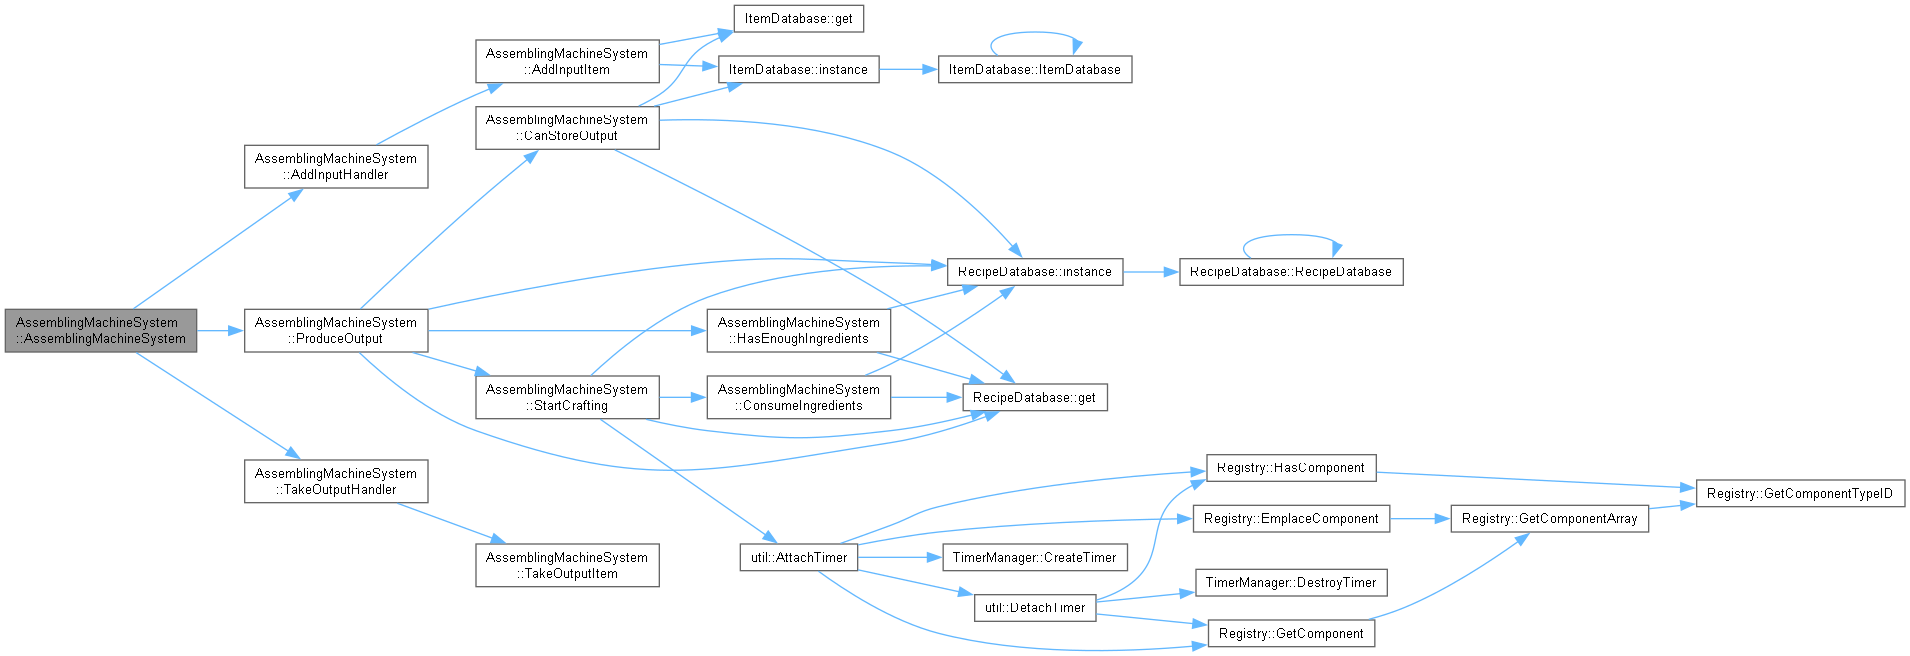 ItemDatabase::get
AssemblingMachineSystem
::AddInputItem
ItemDatabase::instance
ItemDatabase::ItemDatabase
AssemblingMachineSystem
::CanStoreOutput
AssemblingMachineSystem
::AddInputHandler
RecipeDatabase::instance
RecipeDatabase::RecipeDatabase
AssemblingMachineSystem
::AssemblingMachineSystem
AssemblingMachineSystem
::ProduceOutput
AssemblingMachineSystem
::HasEnoughIngredients
AssemblingMachineSystem
::StartCrafting
AssemblingMachineSystem
::ConsumeIngredients
RecipeDatabase::get
AssemblingMachineSystem
::TakeOutputHandler
Registry::HasComponent
Registry::GetComponentTypeID
Registry::EmplaceComponent
Registry::GetComponentArray
AssemblingMachineSystem
::TakeOutputItem
util::AttachTimer
TimerManager::CreateTimer
TimerManager::DestroyTimer
util::DetachTimer
Registry::GetComponent